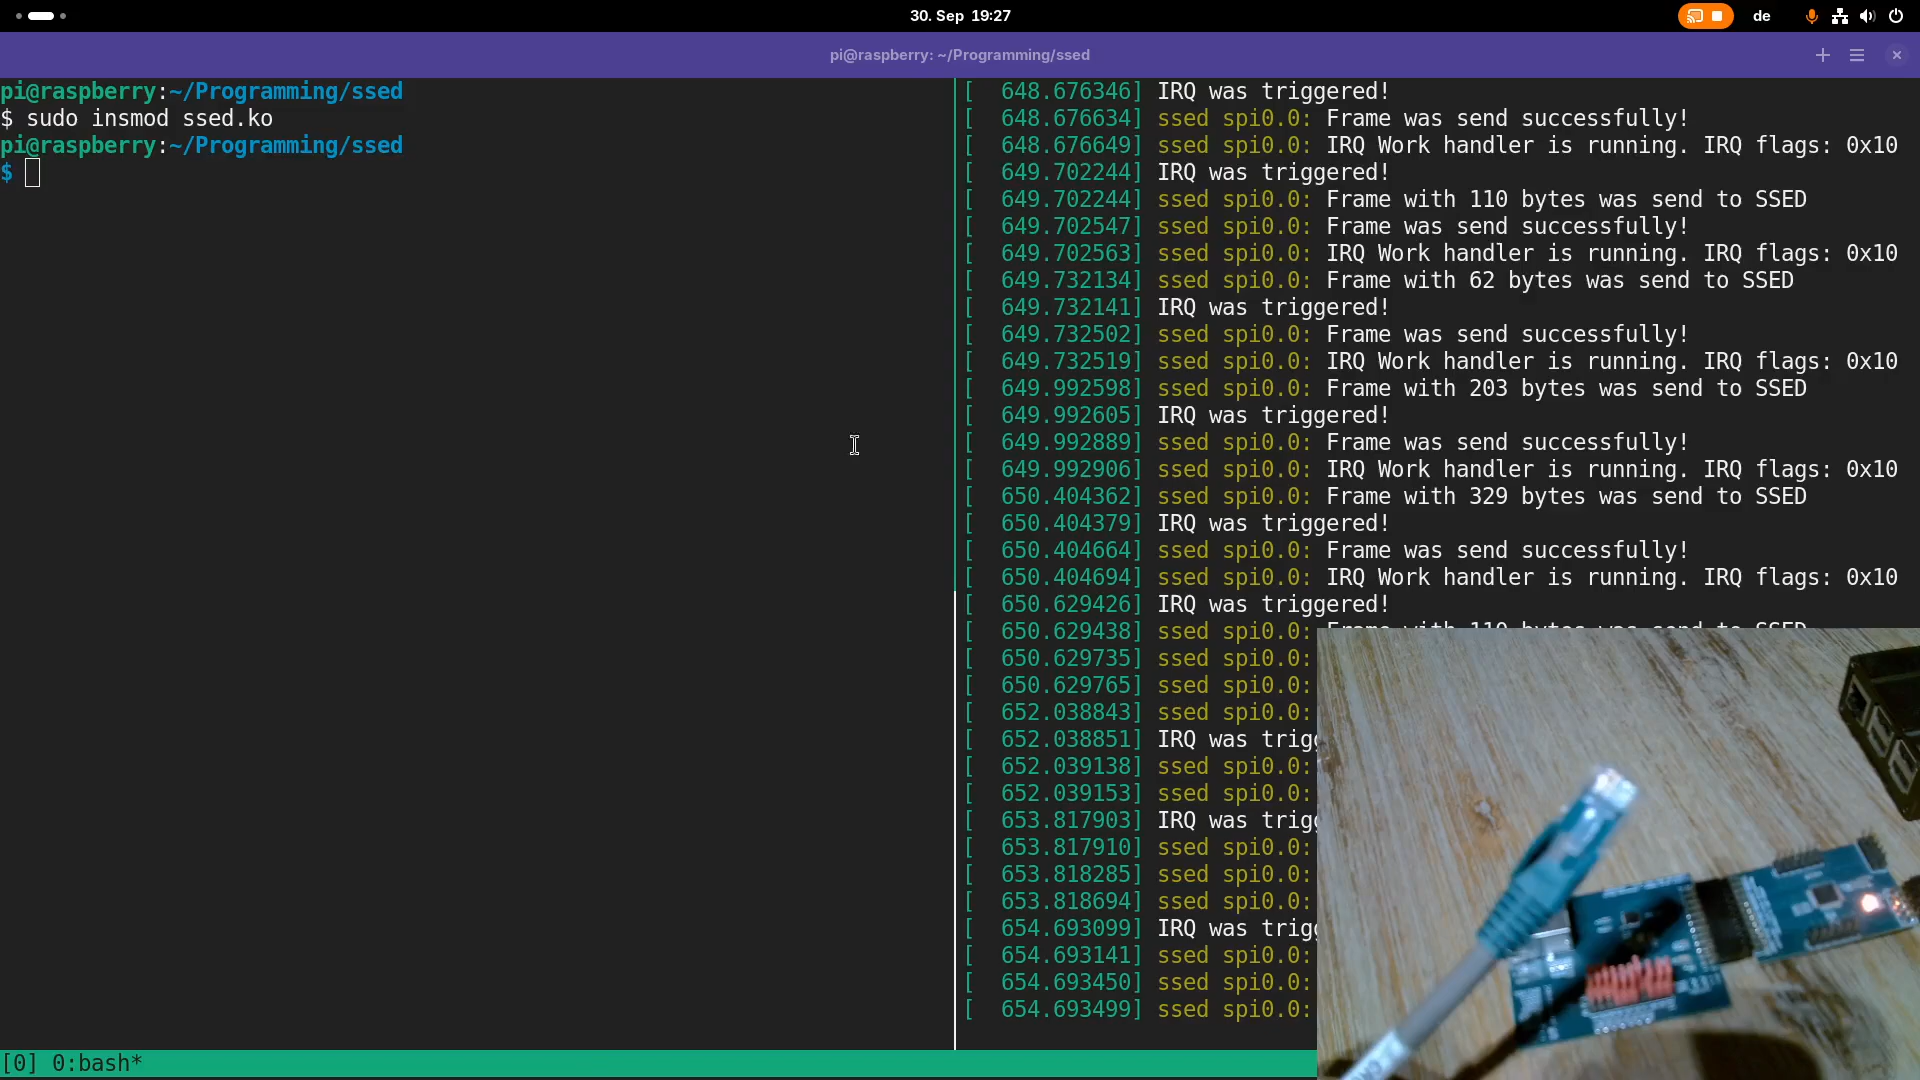 30. Sep 19:27
de
pi@raspberry: ~/Programming/ssed
pi@raspberry:~/Programming/ssed
$ sudo insmod ssed.ko
pi@raspberry:~/Programming/ssed
$
[ 648.676346] IRQ was triggered!
[ 648.676634] ssed spi0.0: Frame was send successfully!
[ 648.676649] ssed spi0.0: IRQ Work handler is running. IRQ flags: 0x10
[ 649.702244] IRQ was triggered!
[ 649.702244] ssed spi0.0: Frame with 110 bytes was send to SSED
[ 649.702547] ssed spi0.0: Frame was send successfully!
[ 649.702563] ssed spi0.0: IRQ Work handler is running. IRQ flags: 0x10
[ 649.732134] ssed spi0.0: Frame with 62 bytes was send to SSED
[ 649.732141] IRQ was triggered!
[ 649.732502] ssed spi0.0: Frame was send successfully!
[ 649.732519] ssed spi0.0: IRQ Work handler is running. IRQ flags: 0x10
[ 649.992598] ssed spi0.0: Frame with 203 bytes was send to SSED
[ 649.992605] IRQ was triggered!
[ 649.992889] ssed spi0.0: Frame was send successfully!
[ 649.992906] ssed spi0.0: IRQ Work handler is running. IRQ flags: 0x10
[ 650.404362] ssed spi0.0: Frame with 329 bytes was send to SSED
[ 650.404379] IRQ was triggered!
[ 650.404664] ssed spi0.0: Frame was send successfully!
[ 650.404694] ssed spi0.0: IRQ Work handler is running. IRQ flags: 0x10
[ 650.629426] IRQ was triggered!
[ 650.629438] ssed spi0.0: Frame with 110 bytes was send to SSED
[ 650.629735] ssed spi0.0:
[ 650.629765] ssed spi0.0:
[ 652.038843] ssed spi0.0:
[ 652.038851] IRQ was trigg
[ 652.039138] ssed spi0.0:
[ 652.039153] ssed spi0.0:
[ 653.817903] IRQ was trigg
[ 653.817910] ssed spi0.0:
[ 653.818285] ssed spi0.0:
[ 653.818694] ssed spi0.0:
[ 654.693099] IRQ was trigg
[ 654.693141] ssed spi0.0:
[ 654.693450] ssed spi0.0:
[ 654.693499] ssed spi0.0:
[0] 0:bash*